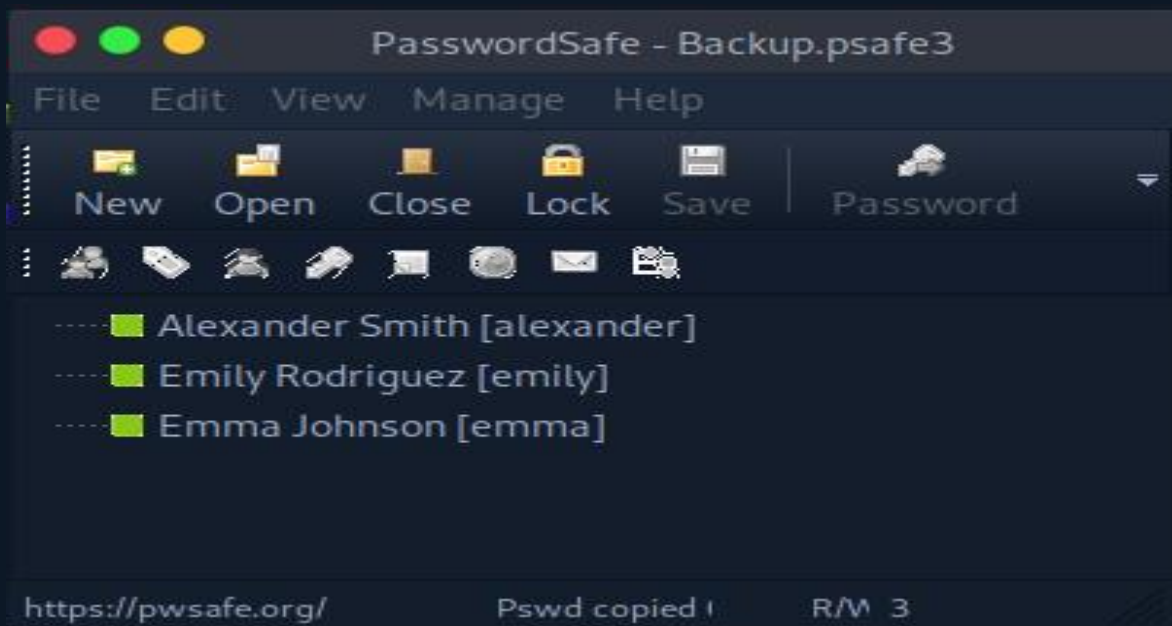 PasswordSafe - Backup.psafe3
File Edit View Manage Help
New Open Close Lock Save Password
Alexander Smith [alexander]
Emily Rodriguez [emily]
Emma Johnson [emma]
https://pwsafe.org/ Pswd copied R/W 3